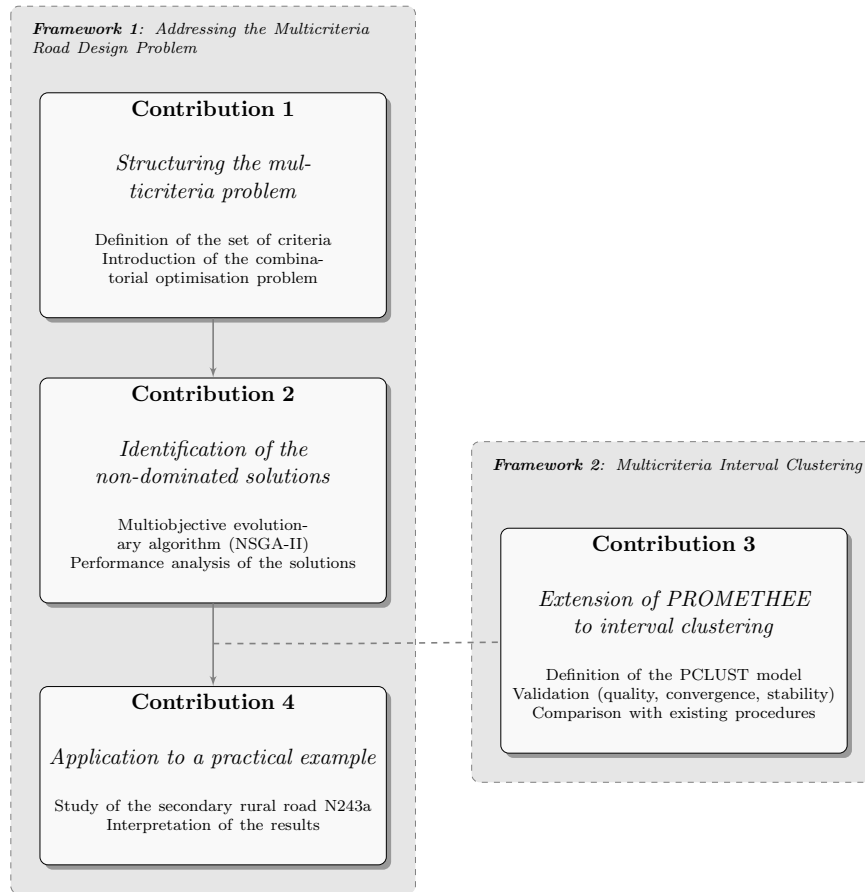 Framework 1: Addressing the Multicriteria
Road Design Problem
Contribution 1
Structuring the mul-
ticriteria problem
Definition of the set of criteria
Introduction of the combina-
torial optimisation problem
Contribution 2
Identification of the
non-dominated solutions
Multiobjective evolution-
ary algorithm (NSGA-II)
Performance analysis of the solutions
Framework 2: Multicriteria Interval Clustering
Contribution 3
Extension of PROMETHEE
to interval clustering
Definition of the PCLUST model
Validation (quality, convergence, stability)
Comparison with existing procedures
Contribution 4
Application to a practical example
Study of the secondary rural road N243a
Interpretation of the results